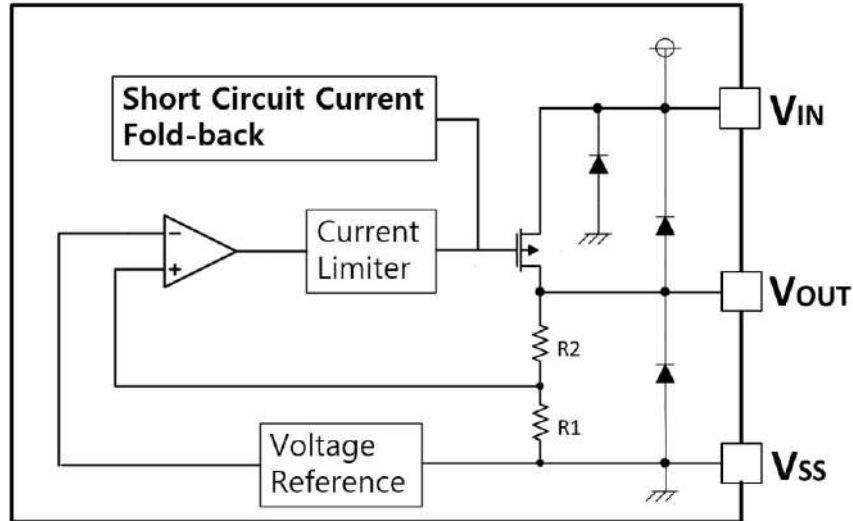 Short Circuit Current
Fold-back
VIN
−
+
Current
Limiter
VOUT
R2
R1
Voltage
Reference
VSS